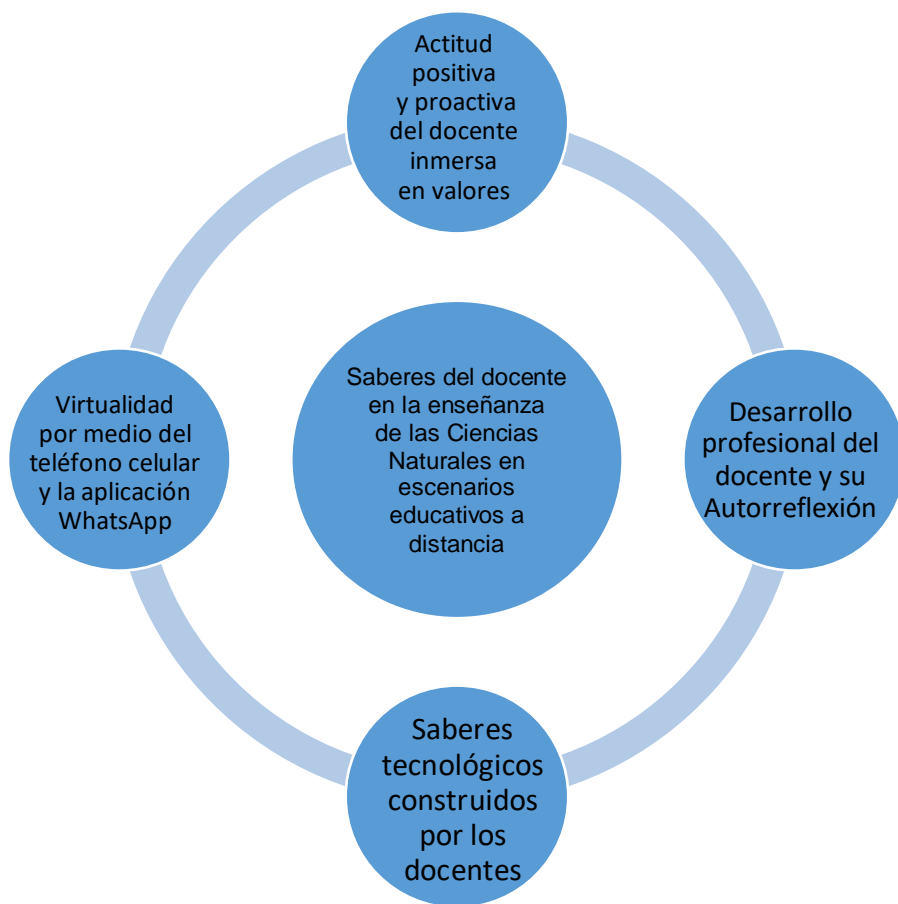 Actitud
positiva
y proactiva
del docente
inmersa
en valores
Virtualidad
por medio del
teléfono celular
y la aplicación
WhatsApp
Saberes del docente
en la enseñanza
de las Ciencias
Naturales en
escenarios
educativos a
distancia
Desarrollo
profesional del
docente y su
Autorreflexión
Saberes
tecnológicos
construidos
por los
docentes